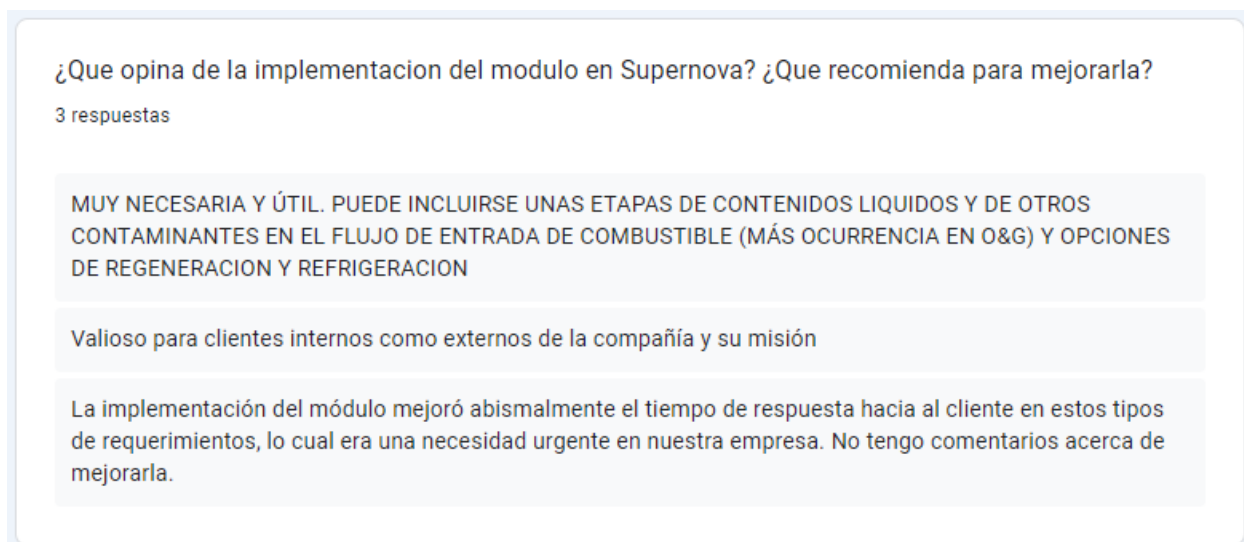 ¿Que opina de la implementacion del modulo en Supernova? ¿Que recomienda para mejorarla?
3 respuestas
MUY NECESARIA Y ÚTIL. PUEDE INCLUIRSE UNAS ETAPAS DE CONTENIDOS LIQUIDOS Y DE OTROS
CONTAMINANTES EN EL FLUJO DE ENTRADA DE COMBUSTIBLE (MÁS OCURRENCIA EN O&G) Y OPCIONES
DE REGENERACION Y REFRIGERACION
Valioso para clientes internos como externos de la compañía y su misión
La implementación del módulo mejoró abismalmente el tiempo de respuesta hacia al cliente en estos tipos
de requerimientos, lo cual era una necesidad urgente en nuestra empresa. No tengo comentarios acerca de
mejorarla.